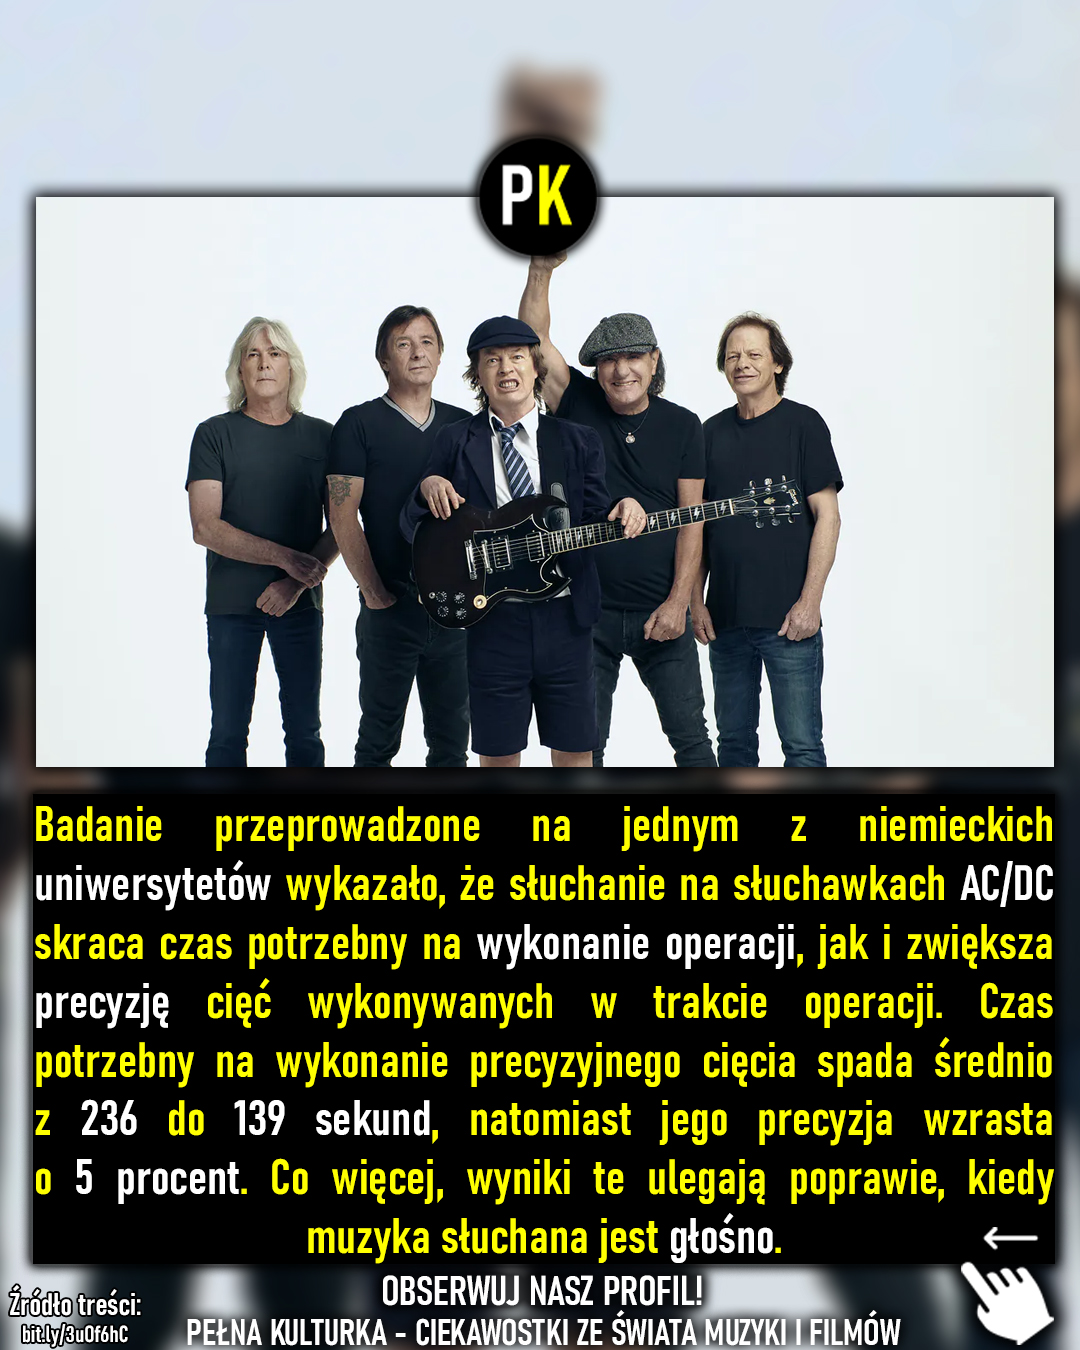 PK
Badanie przeprowadzone na jednym z niemieckich
uniwersytetów wykazało, że słuchanie na słuchawkach AC/DC
skraca czas potrzebny na wykonanie operacji, jak i zwiększa
precyzję cięć wykonywanych w trakcie operacji. Czas
potrzebny na wykonanie precyzyjnego cięcia spada średnio
z 236 do 139 sekund, natomiast jego precyzja wzrasta
o 5 procent. Co więcej, wyniki te ulegają poprawie, kiedy
muzyka słuchana jest głośno.
OBSERWUJ NASZ PROFIL!
Źródło treści:
bit.ly/3uOf6hC
PEŁNA KULTURKA - CIEKAWOSTKI ZE ŚWIATA MUZYKI I FILMÓW